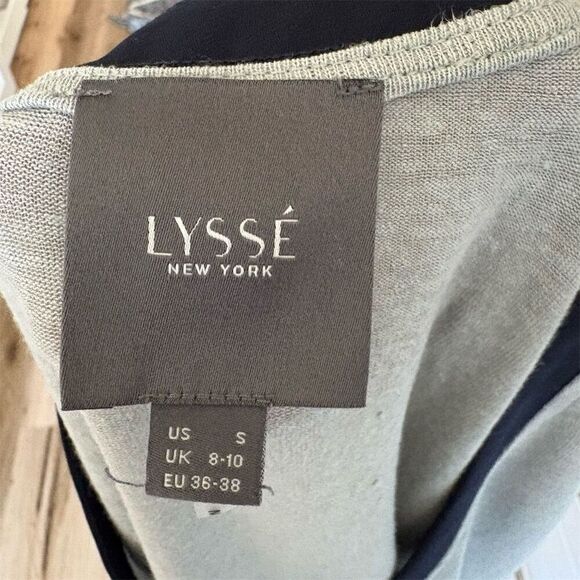 LYSSÉ
NEW YORK
US S
UK 8-10
EU 36-38